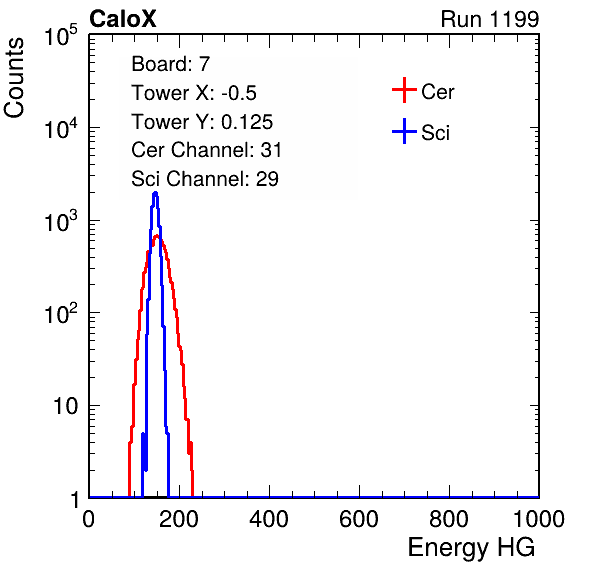 CaloX Run 1199
Counts
Board: 7
Tower X: -0.5
Tower Y: 0.125
Cer Channel: 31
Sci Channel: 29
Cer
Sci
10^5
10^4
10^3
10^2
10
1
0 200 400 600 800 1000
Energy HG